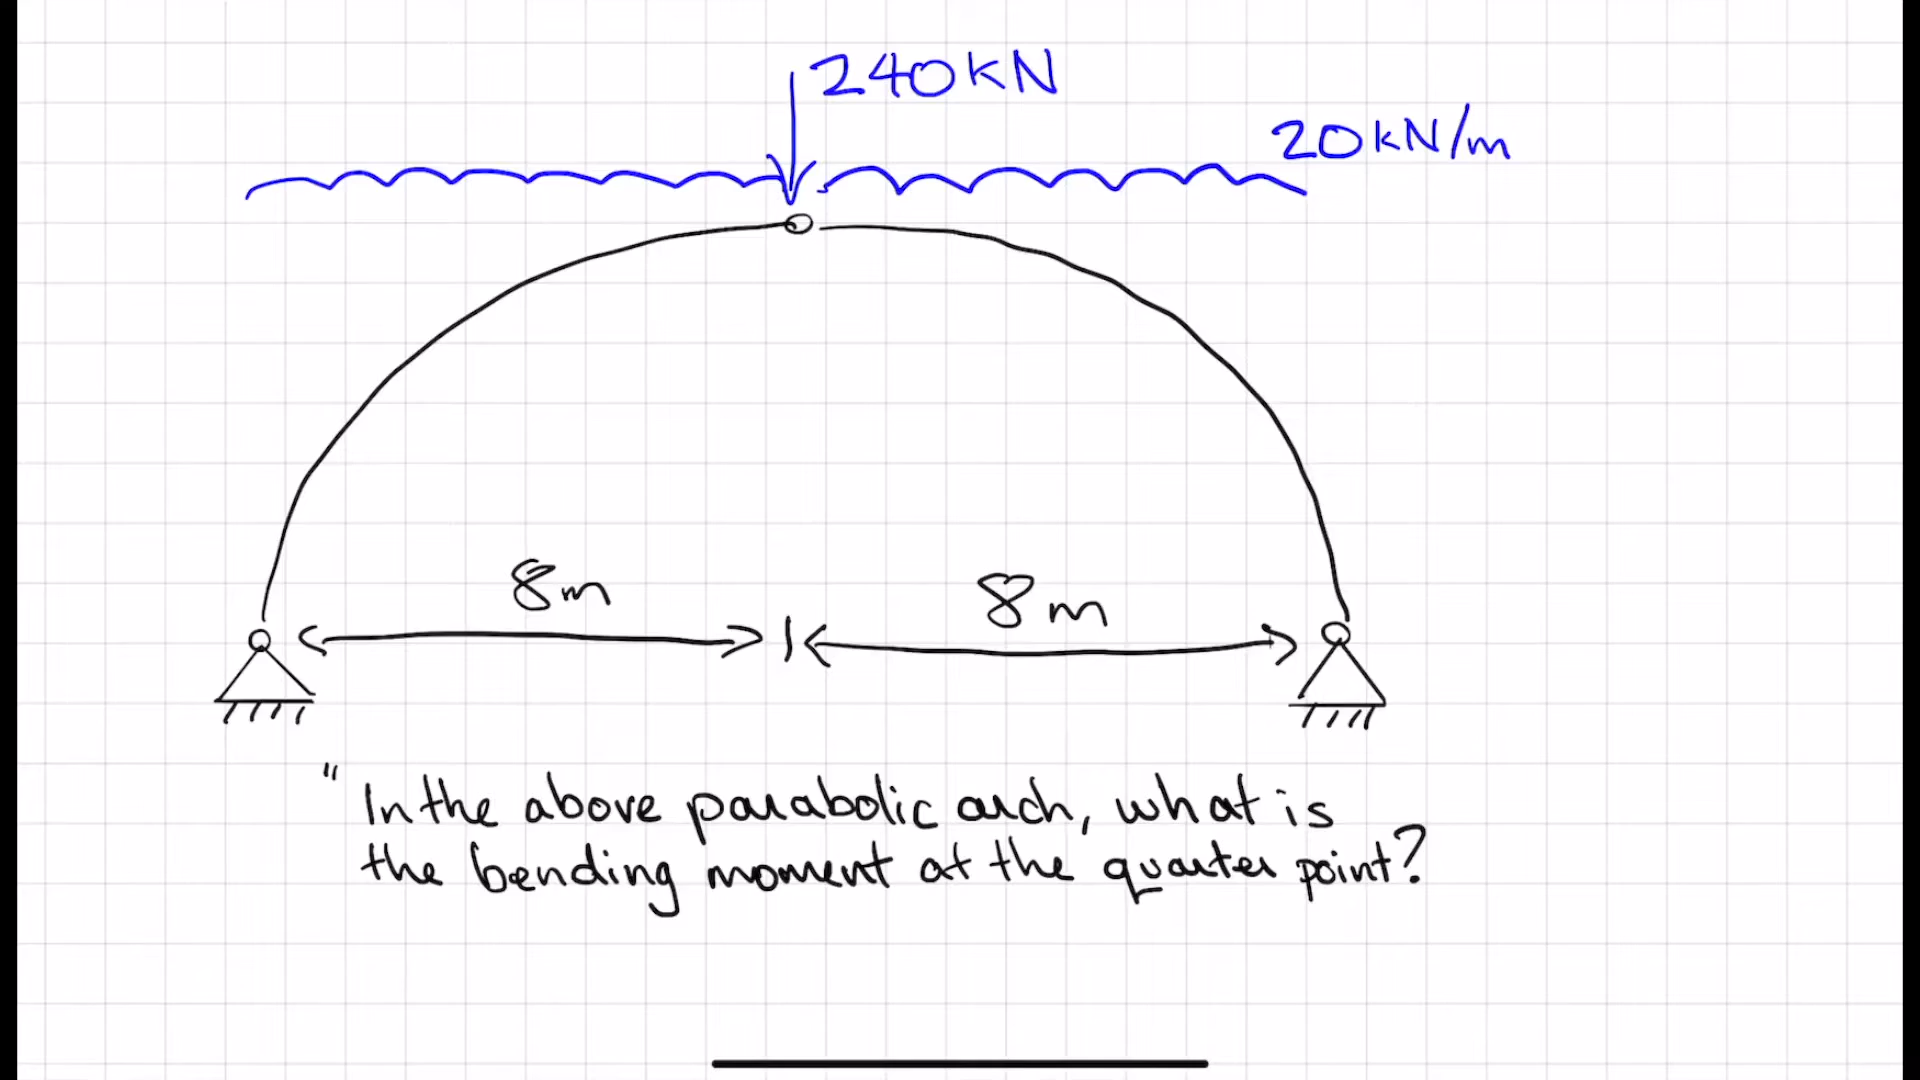 240kN
20kN/m
8m
8m
"In the above parabolic arch, what is
the bending moment at the quarter point?